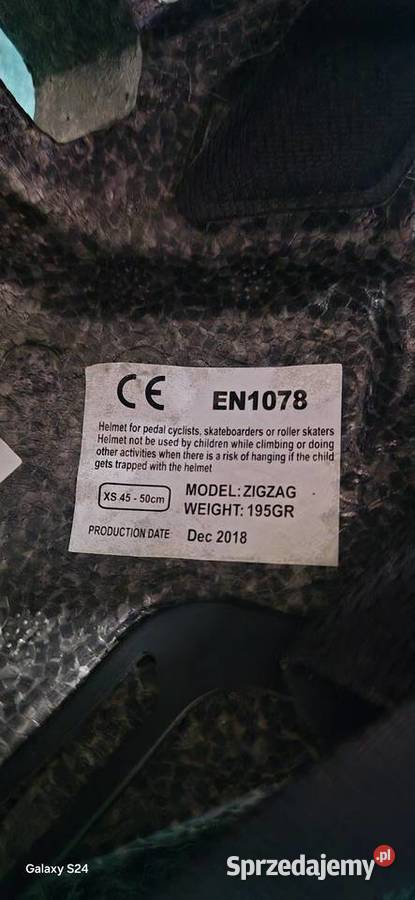 CE EN1078
Helmet for pedal cyclists, skateboarders or roller skaters
Helmet not be used by children while climbing or doing
other activities when there is a risk of hanging if the child
gets trapped with the helmet
XS 45 - 50cm
MODEL: ZIGZAG
WEIGHT: 195GR
PRODUCTION DATE Dec 2018
Galaxy S24
Sprzedajemy.pl